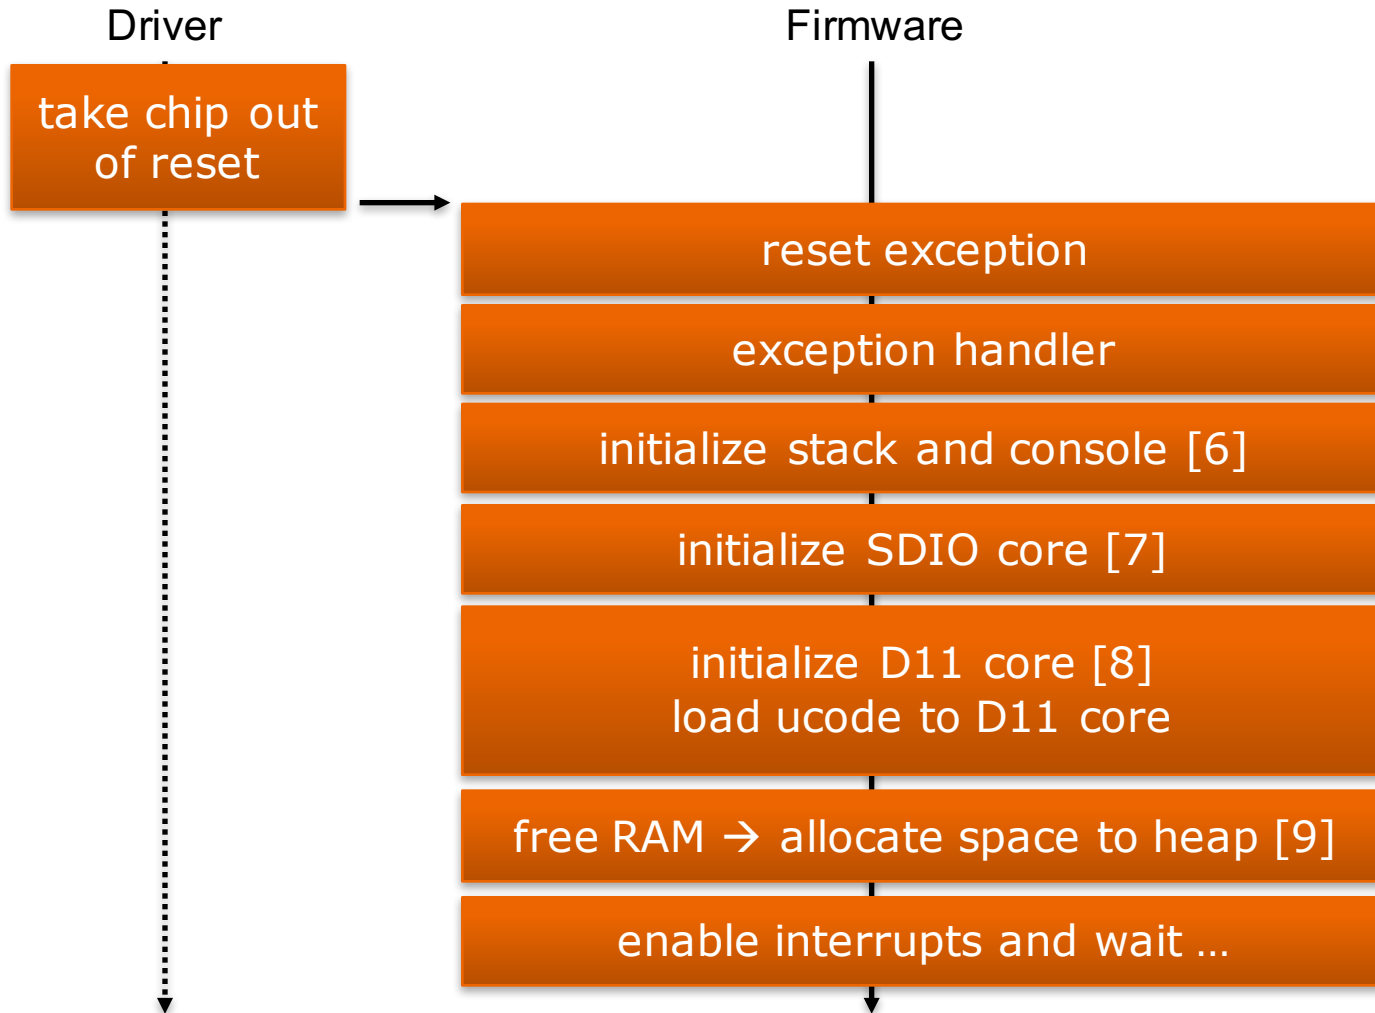 Driver
Firmware
take chip out
of reset
reset exception
exception handler
initialize stack and console [6]
initialize SDIO core [7]
initialize D11 core [8]
load ucode to D11 core
free RAM → allocate space to heap [9]
enable interrupts and wait …